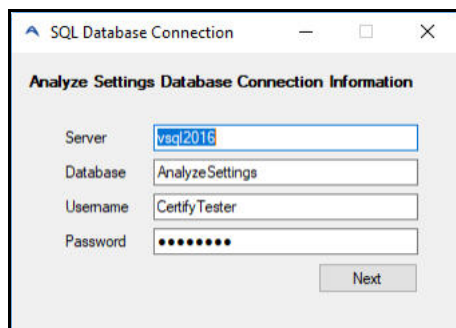 SQL Database Connection
Analyze Settings Database Connection Information
Server vsql2016
Database AnalyzeSettings
Username CertifyTester
Password ●●●●●●●●
Next